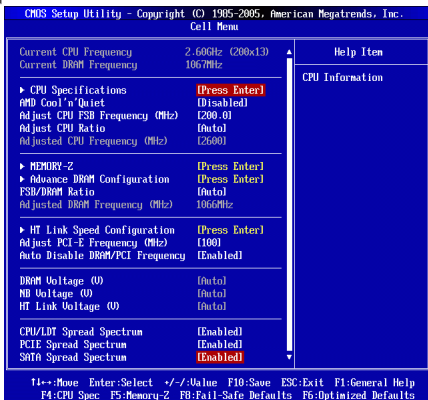 CMOS Setup Utility - Copyright (C) 1985-2005, American Megatrends, Inc.
Cell Menu
Current CPU Frequency 2.60GHz (200x13)
Current DRAM Frequency 1067MHz
Help Item
CPU Information
▶ CPU Specifications [Press Enter]
AMD Cool'n'Quiet [Disabled]
Adjust CPU FSB Frequency (MHz) [200.0]
Adjust CPU Ratio [Auto]
Adjusted CPU Frequency (MHz) [2600]
▶ MEMORY-Z [Press Enter]
▶ Advance DRAM Configuration [Press Enter]
FSB/DRAM Ratio [Auto]
Adjusted DRAM Frequency (MHz) 1066MHz
▶ HT Link Speed Configuration [Press Enter]
Adjust PCI-E Frequency (MHz) [100]
Auto Disable DRAM/PCI Frequency [Enabled]
DRAM Voltage (V) [Auto]
NB Voltage (V) [Auto]
HT Link Voltage (V) [Auto]
CPU/LDT Spread Spectrum [Enabled]
PCIE Spread Spectrum [Enabled]
SATA Spread Spectrum [Enabled]
↑↓←→:Move Enter:Select +/-/:Value F10:Save ESC:Exit F1:General Help
F4:CPU Spec F5:Memory-Z F8:Fail-Safe Defaults F6:Optimized Defaults